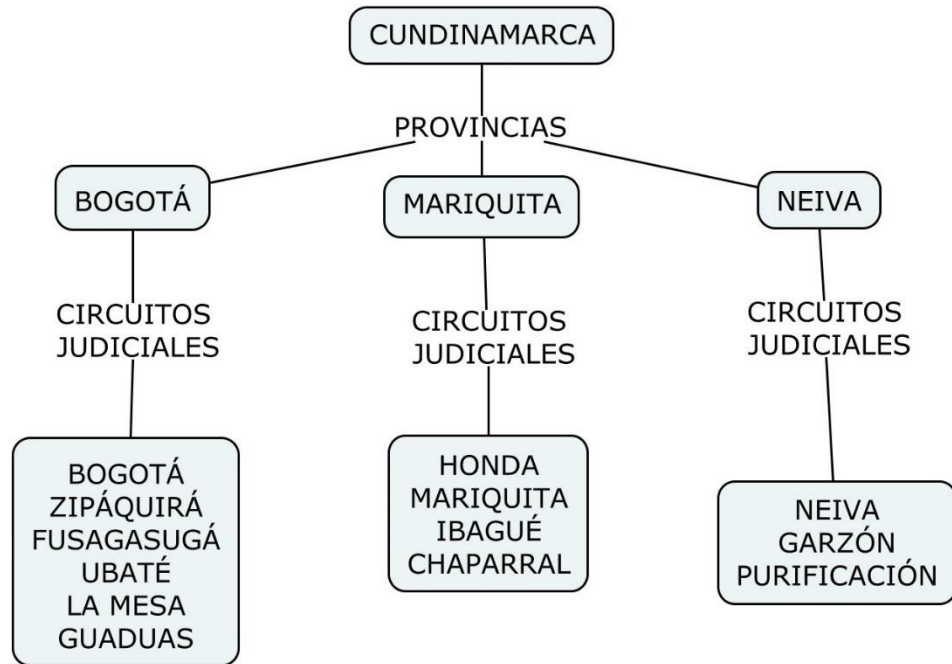 CUNDINAMARCA
PROVINCIAS
BOGOTÁ
MARIQUITA
NEIVA
CIRCUITOS
JUDICIALES
CIRCUITOS
JUDICIALES
CIRCUITOS
JUDICIALES
BOGOTÁ
ZIPÁQUIRÁ
FUSAGASUGÁ
UBATÉ
LA MESA
GUADUAS
HONDA
MARIQUITA
IBAGUÉ
CHAPARRAL
NEIVA
GARZÓN
PURIFICACIÓN